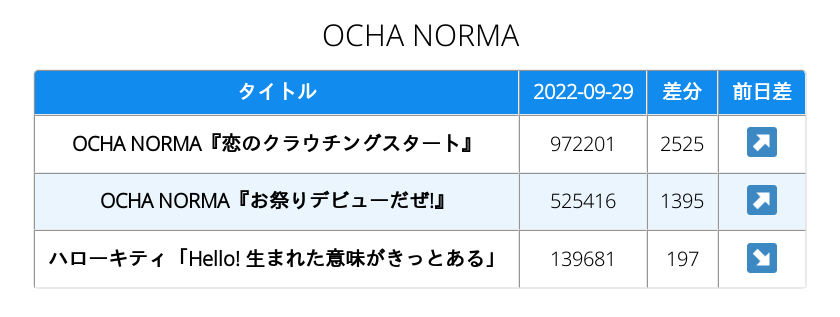 OCHA NORMA
タイトル 2022-09-29 差分 前日差
OCHA NORMA『恋のクラウチングスタート』 972201 2525
OCHA NORMA『お祭りデビューだぜ!』 525416 1395
ハローキティ「Hello! 生まれた意味がきっとある」 139681 197